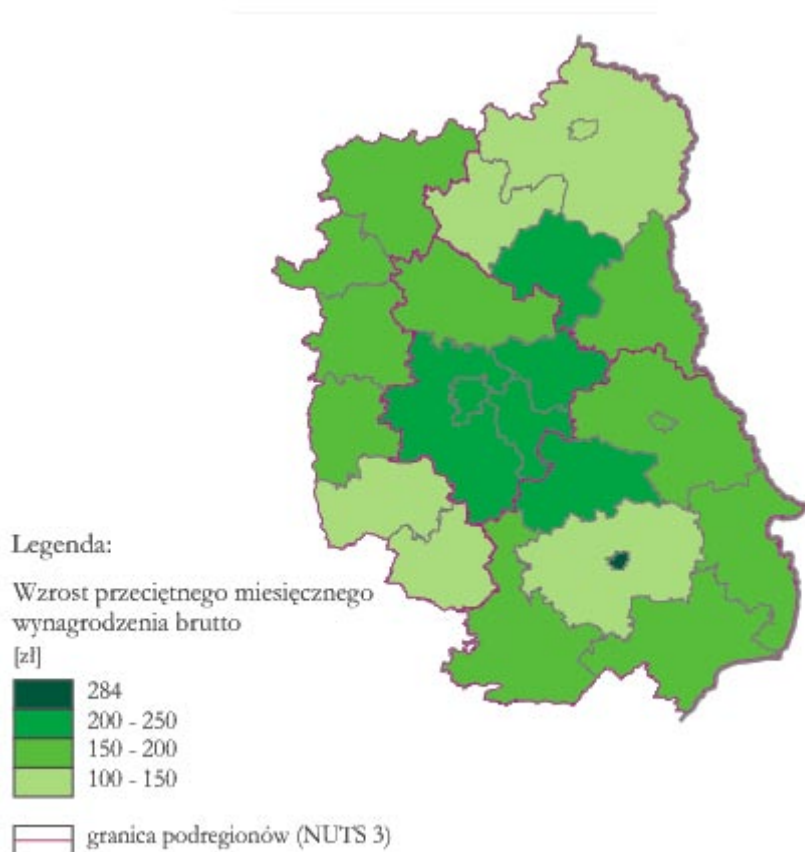 Legenda:
Wzrost przeciętnego miesięcznego
wynagrodzenia brutto
[zł]
284
200 - 250
150 - 200
100 - 150
granica podregionów (NUTS 3)